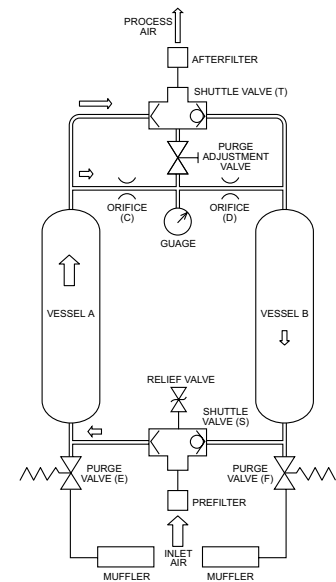 PROCESS
AIR
AFTERFILTER
SHUTTLE VALVE (T)
PURGE
ADJUSTMENT
VALVE
ORIFICE
(C)
ORIFICE
(D)
GUAGE
VESSEL A
VESSEL B
RELIEF VALVE
SHUTTLE
VALVE (S)
PURGE
VALVE (E)
PURGE
VALVE (F)
PREFILTER
INLET
AIR
MUFFLER
MUFFLER